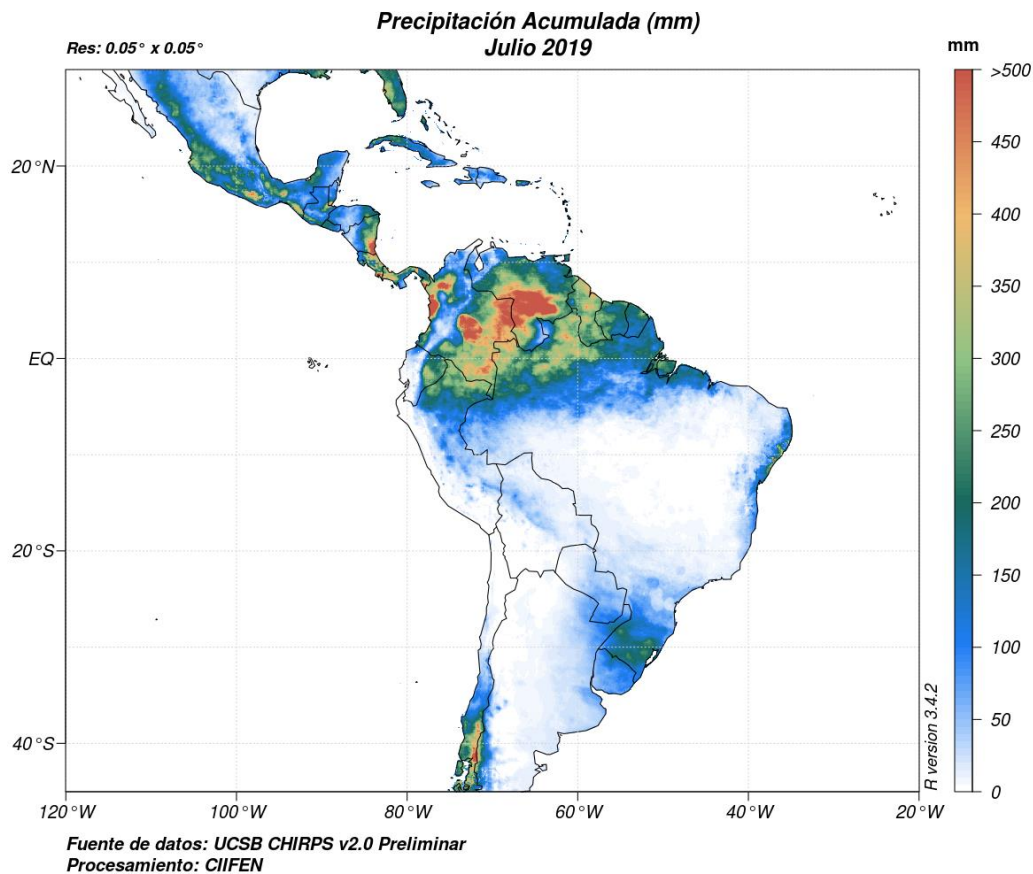 Precipitación Acumulada (mm)
Julio 2019
Res: 0.05° x 0.05°
mm
>500
450
400
350
300
250
200
150
100
50
0
20°N
EQ
20°S
40°S
120°W
100°W
80°W
60°W
40°W
20°W
R version 3.4.2
Fuente de datos: UCSB CHIRPS v2.0 Preliminar
Procesamiento: CIIFEN